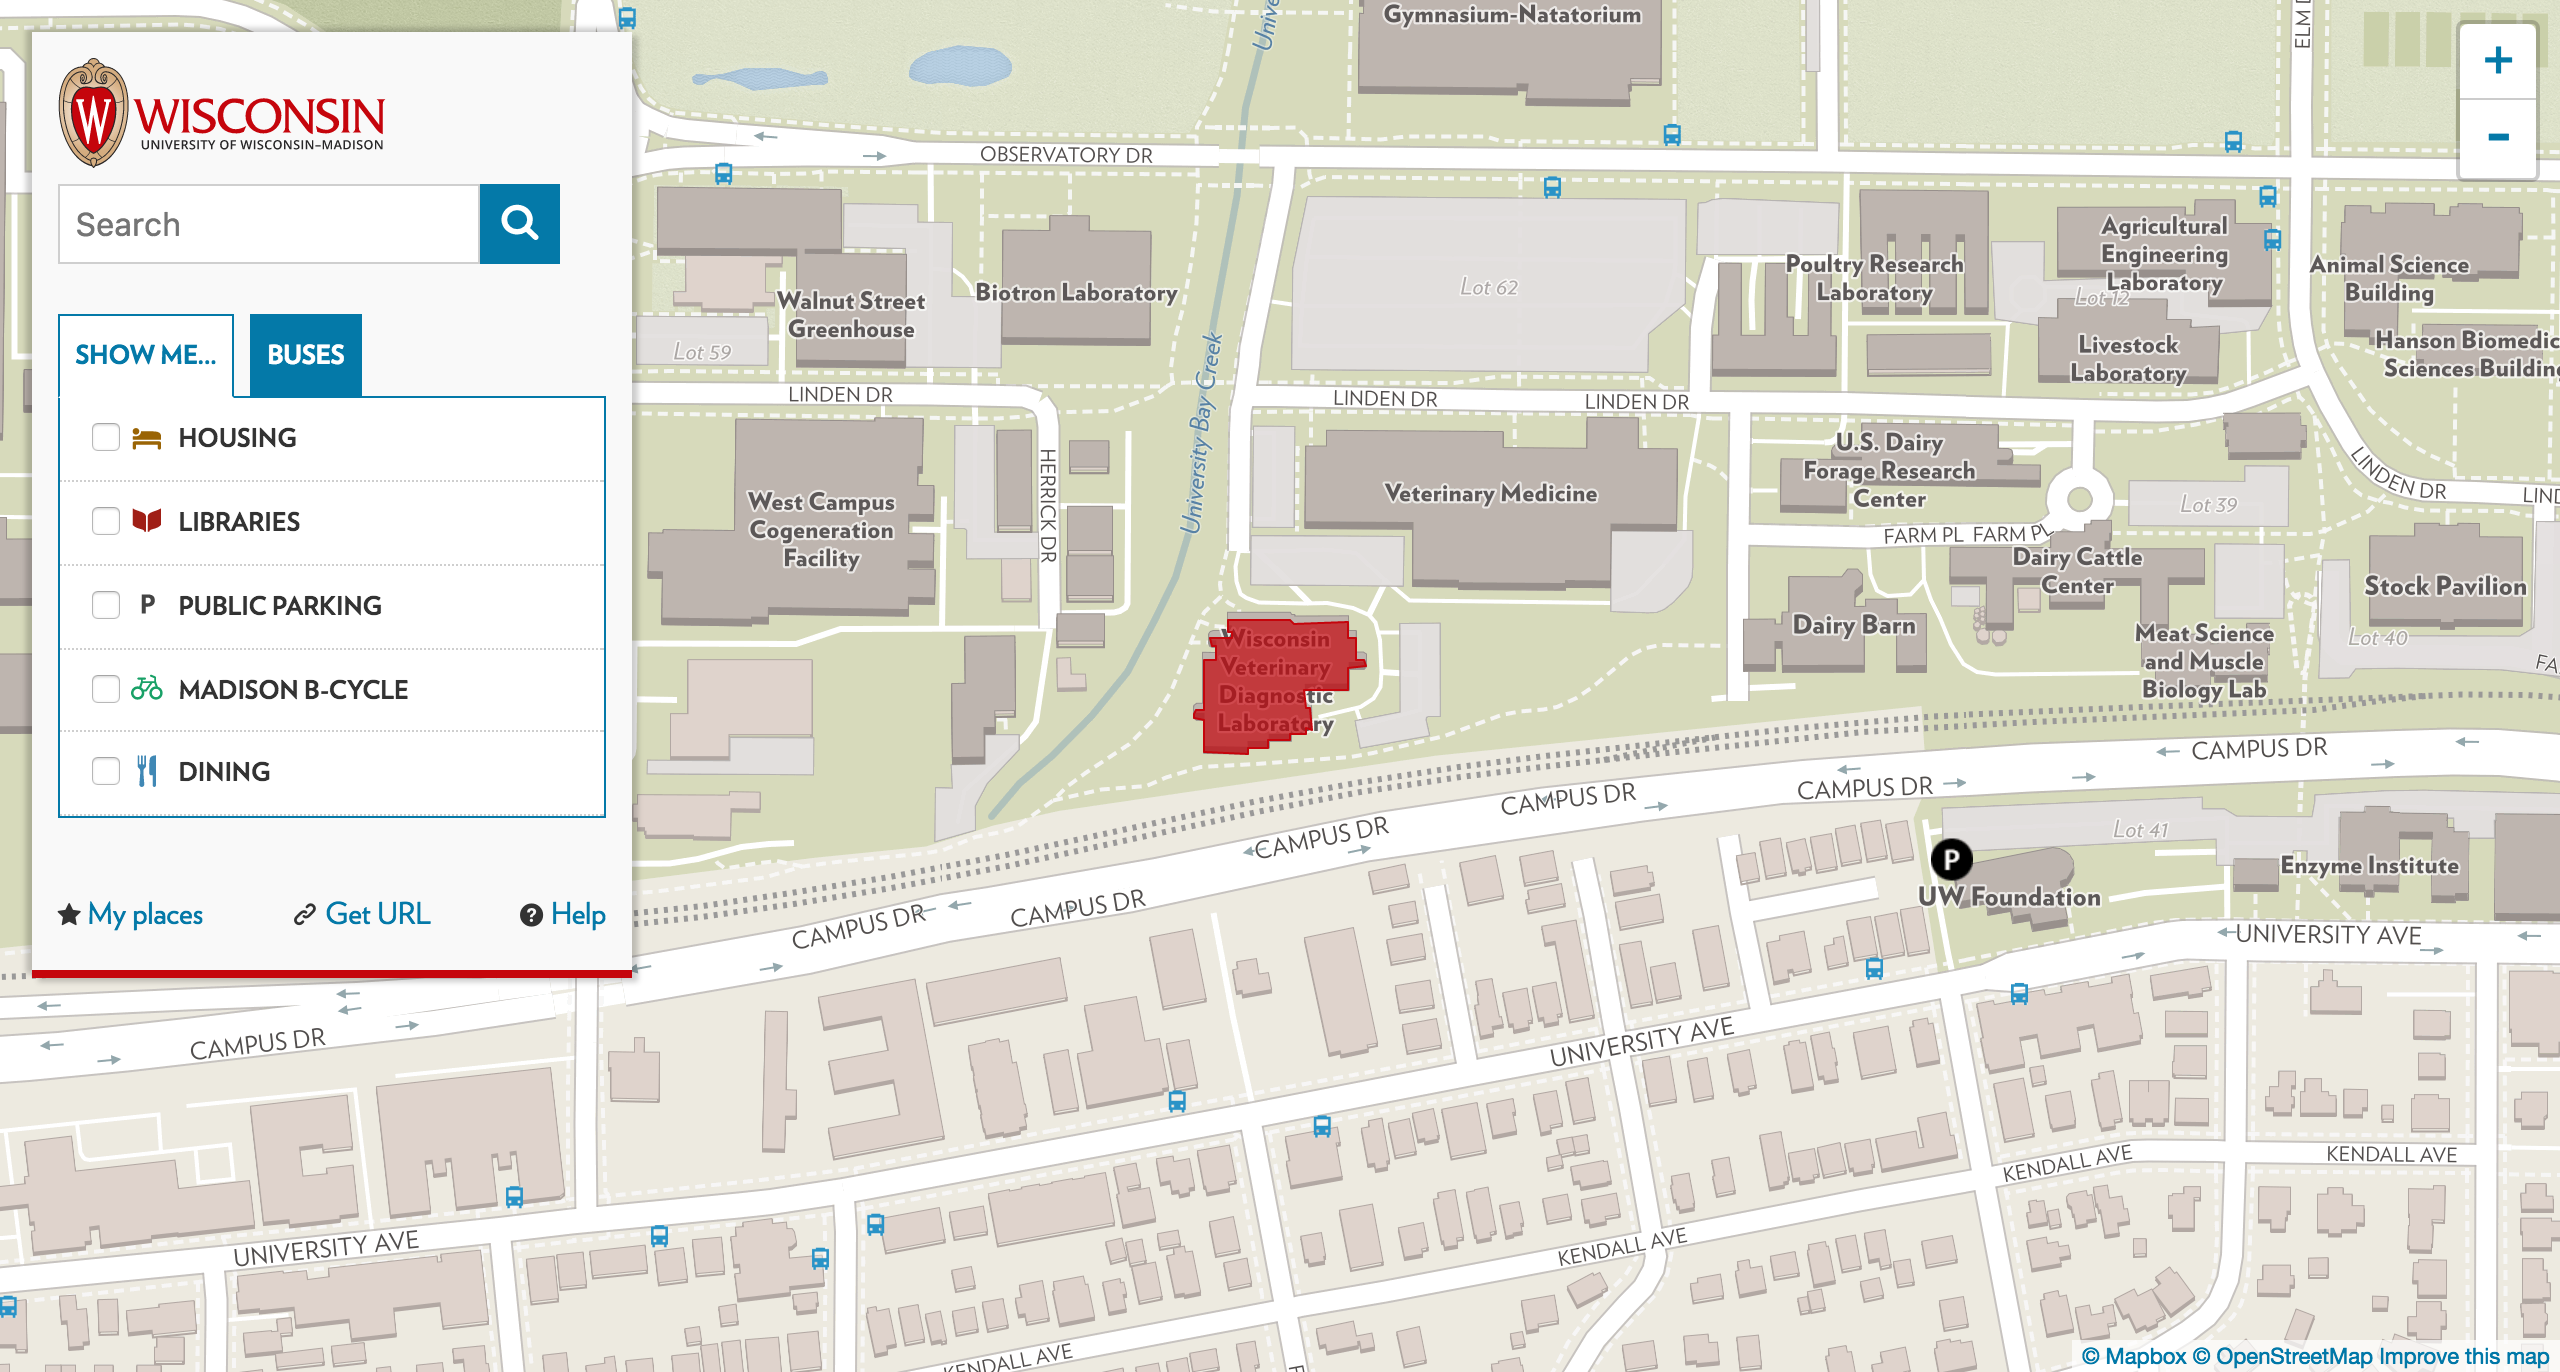 WISCONSIN
UNIVERSITY OF WISCONSIN–MADISON
Search
SHOW ME...
BUSES
HOUSING
LIBRARIES
P PUBLIC PARKING
MADISON B-CYCLE
DINING
My places
Get URL
? Help
+
−
Gymnasium-Natatorium
ELM D
OBSERVATORY DR
Walnut Street
Greenhouse
Biotron Laboratory
Lot 59
Lot 62
Poultry Research
Laboratory
Agricultural
Engineering
Laboratory
Lot 12
Livestock
Laboratory
Animal Science
Building
Hanson Biomedic
Sciences Building
LINDEN DR
LINDEN DR
LINDEN DR
LINDEN DR
LIND
University Bay Creek
Unive
HERRICK DR
West Campus
Cogeneration
Facility
Veterinary Medicine
U.S. Dairy
Forage Research
Center
Lot 39
FARM PL
FARM PL
Dairy Cattle
Center
Stock Pavilion
Dairy Barn
Meat Science
and Muscle
Biology Lab
Lot 40
FA
Wisconsin
Veterinary
Diagnostic
Laboratory
CAMPUS DR
CAMPUS DR
CAMPUS DR
CAMPUS DR
CAMPUS DR
CAMPUS DR
CAMPUS DR
Lot 41
P
UW Foundation
Enzyme Institute
UNIVERSITY AVE
UNIVERSITY AVE
UNIVERSITY AVE
KENDALL AVE
KENDALL AVE
KENDALL AVE
KENDALL AVE
© Mapbox © OpenStreetMap Improve this map